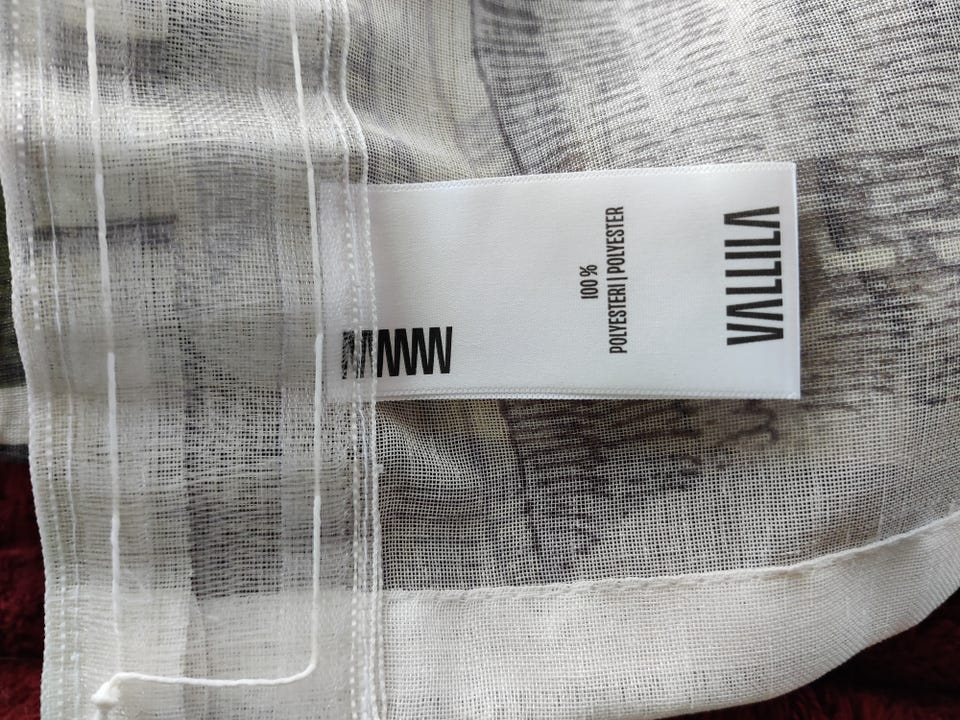 100 %
POLYESTERI | POLYESTER
VALLILA